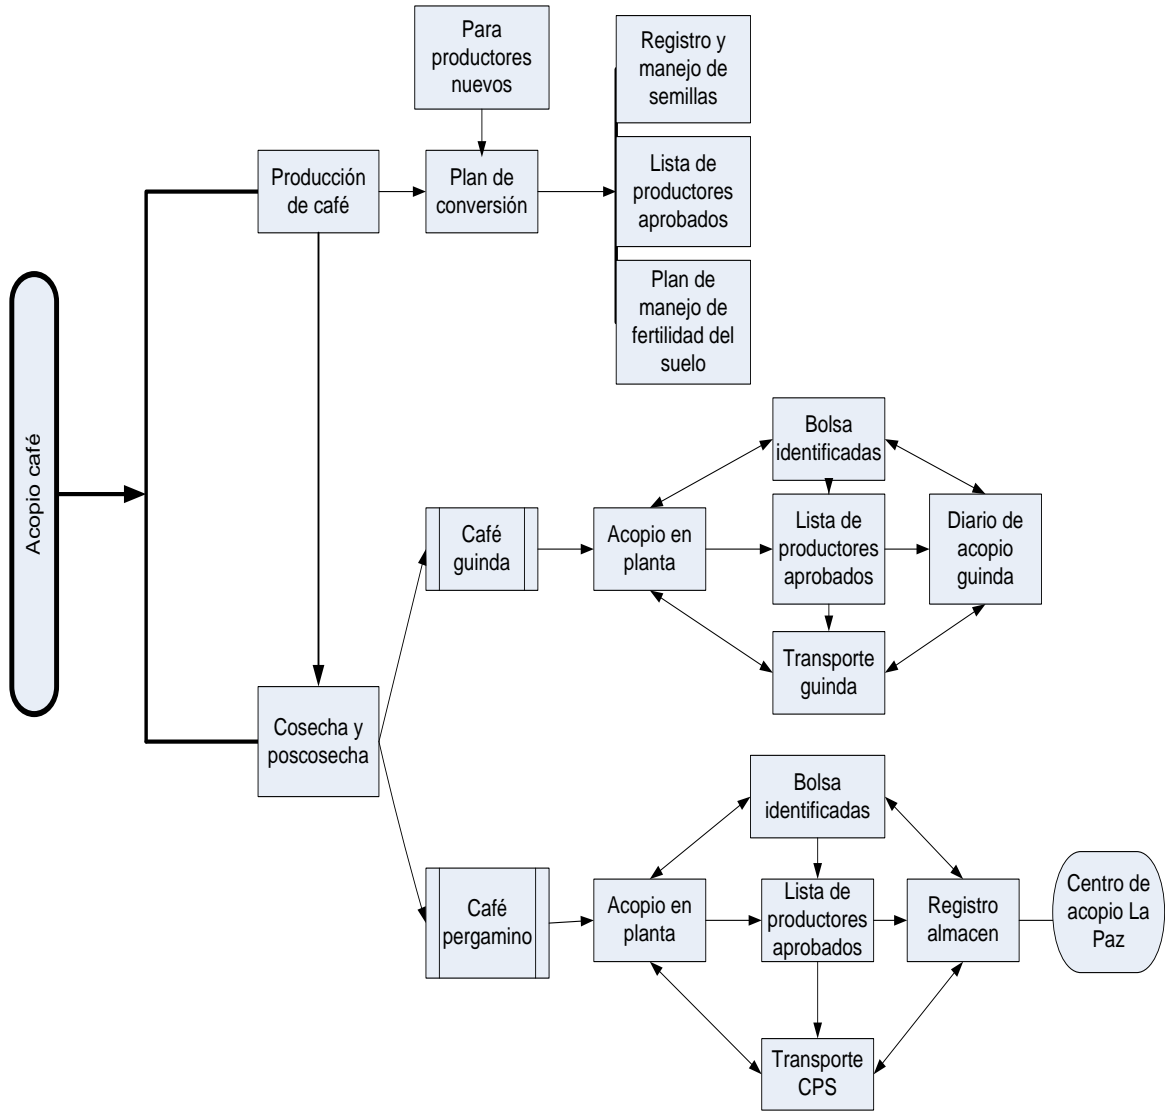 Para
productores
nuevos
Registro y
manejo de
semillas
Producción
de café
Plan de
conversión
Lista de
productores
aprobados
Plan de
manejo de
fertilidad del
suelo
Acopio café
Bolsa
identificadas
Café
guinda
Acopio en
planta
Lista de
productores
aprobados
Diario de
acopio
guinda
Transporte
guinda
Cosecha y
poscosecha
Bolsa
identificadas
Café
pergamino
Acopio en
planta
Lista de
productores
aprobados
Registro
almacen
Centro de
acopio La
Paz
Transporte
CPS